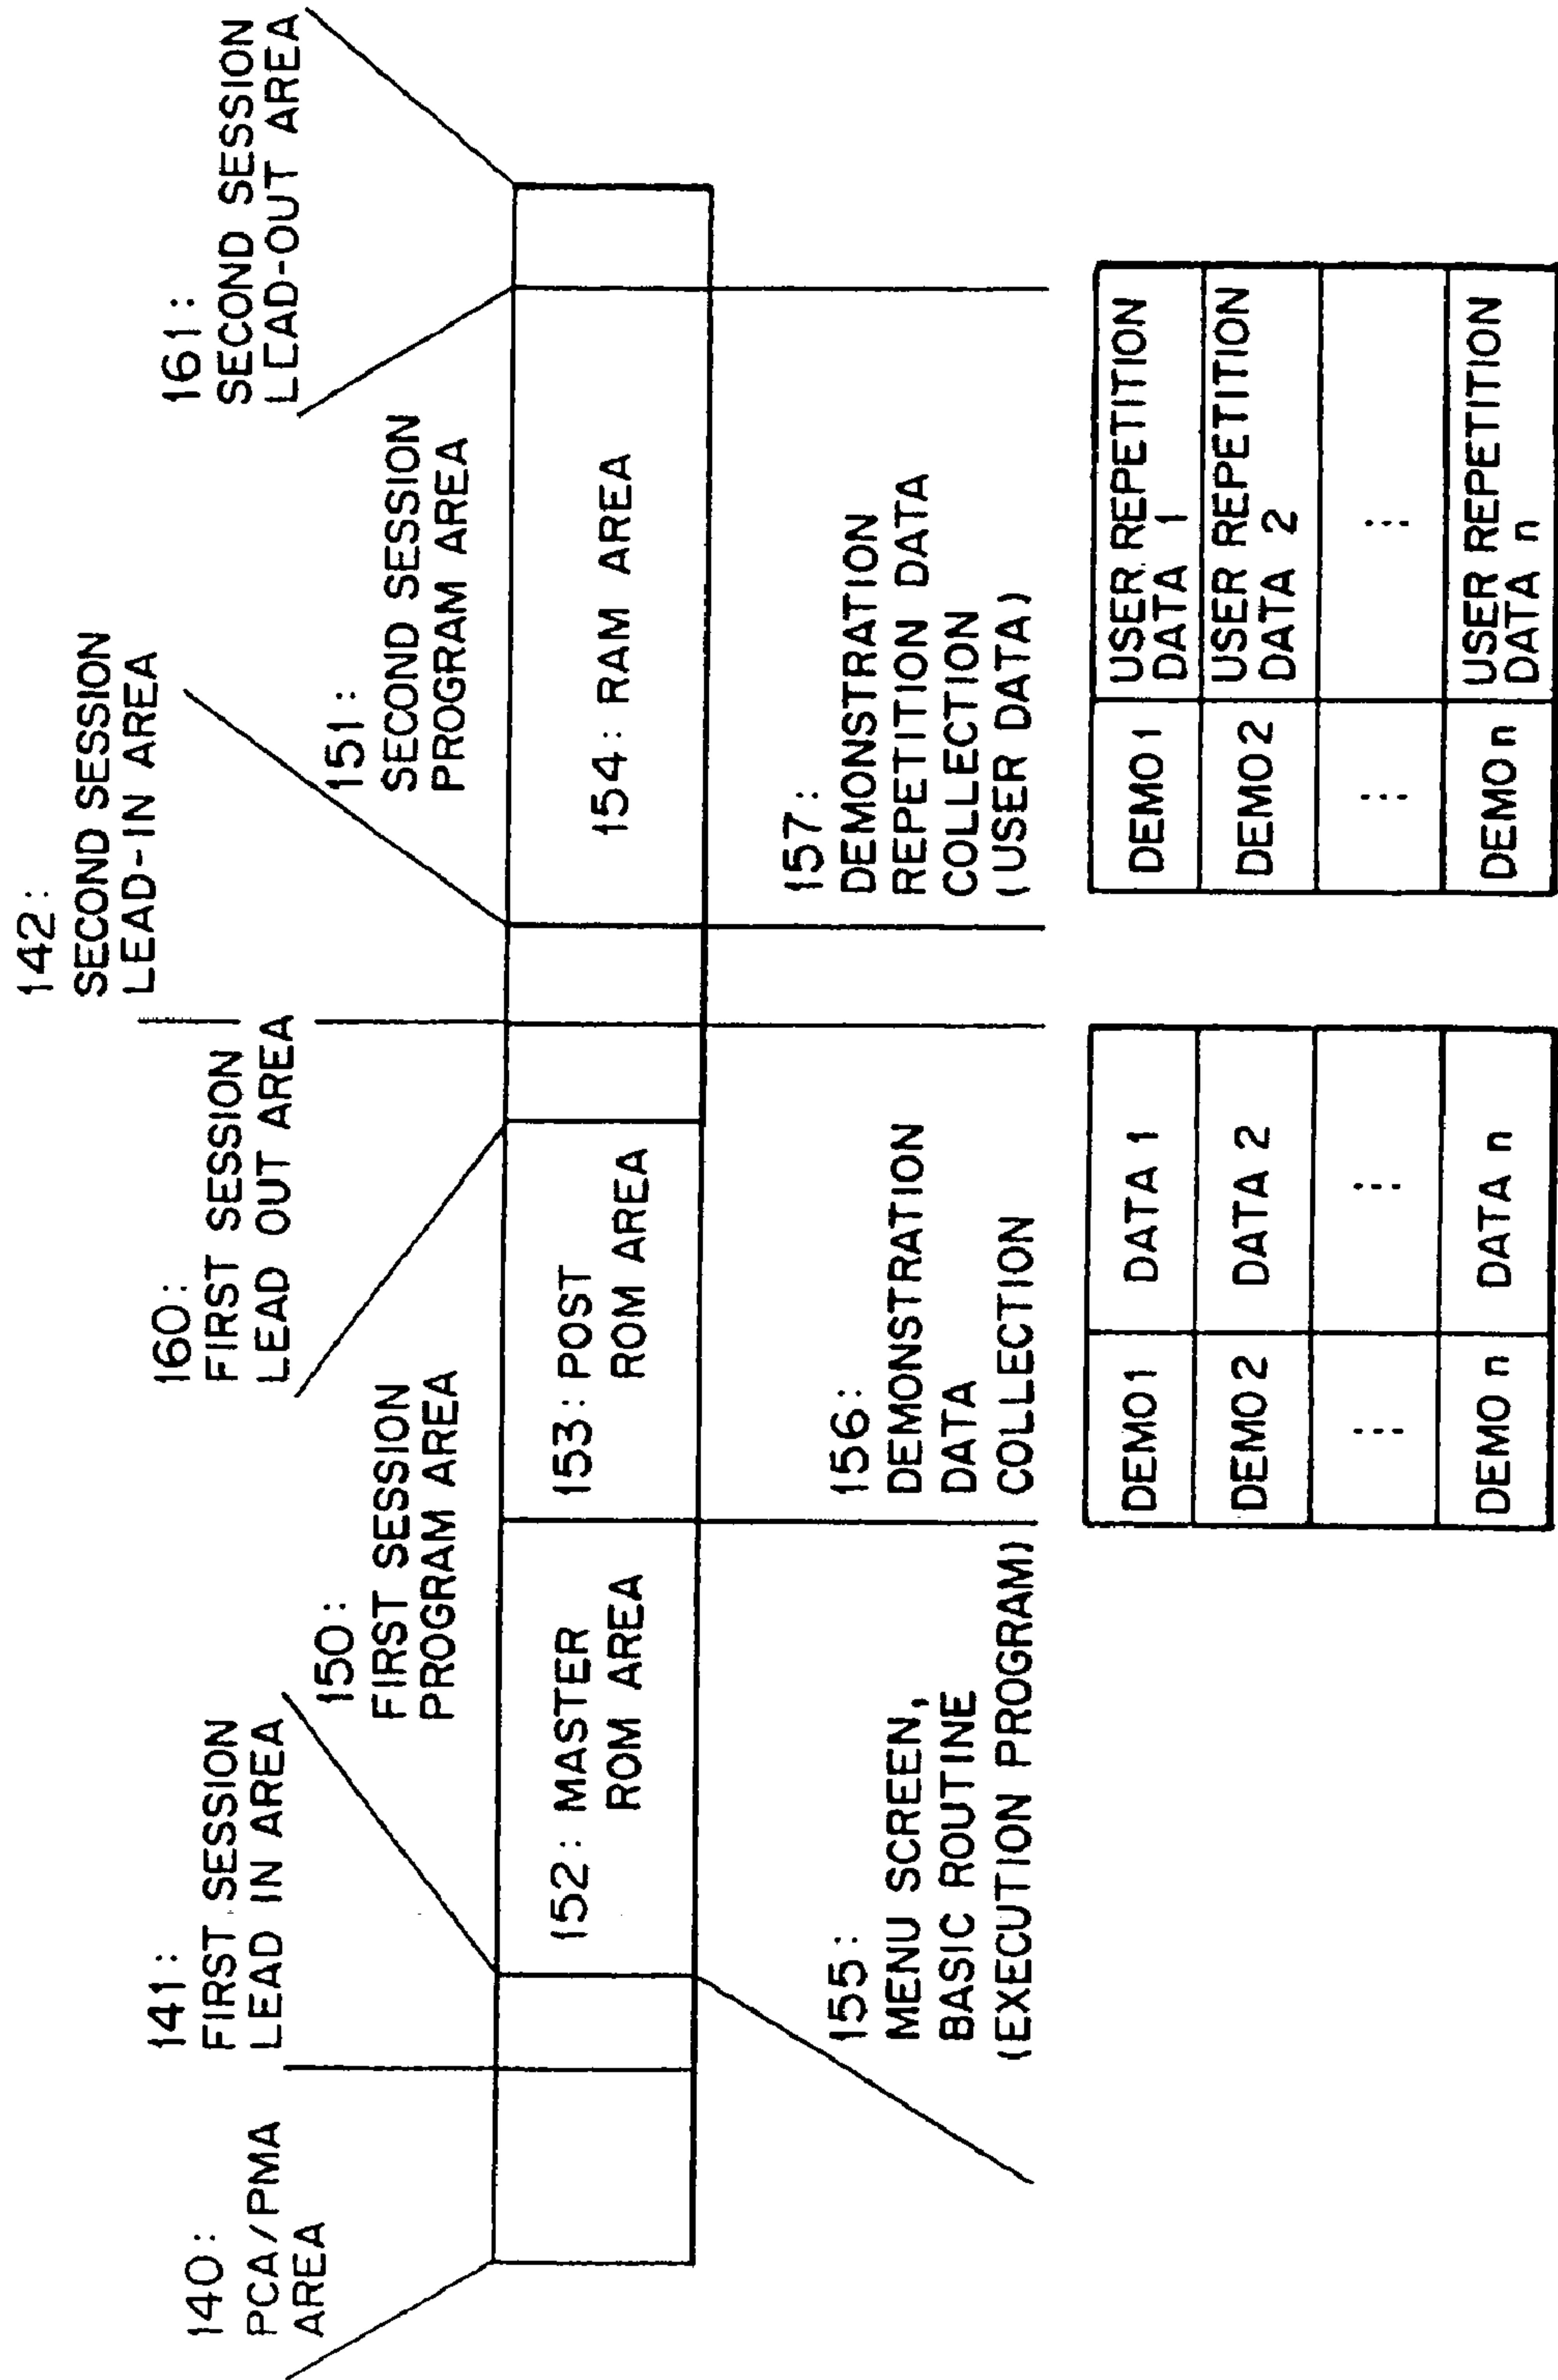 140:
PCA/PMA
AREA
141:
FIRST SESSION
LEAD IN AREA
150:
FIRST SESSION
PROGRAM AREA
160:
FIRST SESSION
LEAD OUT AREA
142:
SECOND SESSION
LEAD-IN AREA
151:
SECOND SESSION
PROGRAM AREA
161:
SECOND SESSION
LEAD-OUT AREA
152: MASTER
ROM AREA
153: POST
ROM AREA
154: RAM AREA
155:
MENU SCREEN,
BASIC ROUTINE
(EXECUTION PROGRAM)
156:
DEMONSTRATION
DATA
COLLECTION
157:
DEMONSTRATION
REPETITION DATA
COLLECTION
(USER DATA)
DEMO1 DATA 1
DEMO2 DATA 2
... ...
DEMO n DATA n
DEMO1 USER REPETITION
DATA 1
DEMO2 USER REPETITION
DATA 2
... ...
DEMO n USER REPETITION
DATA n